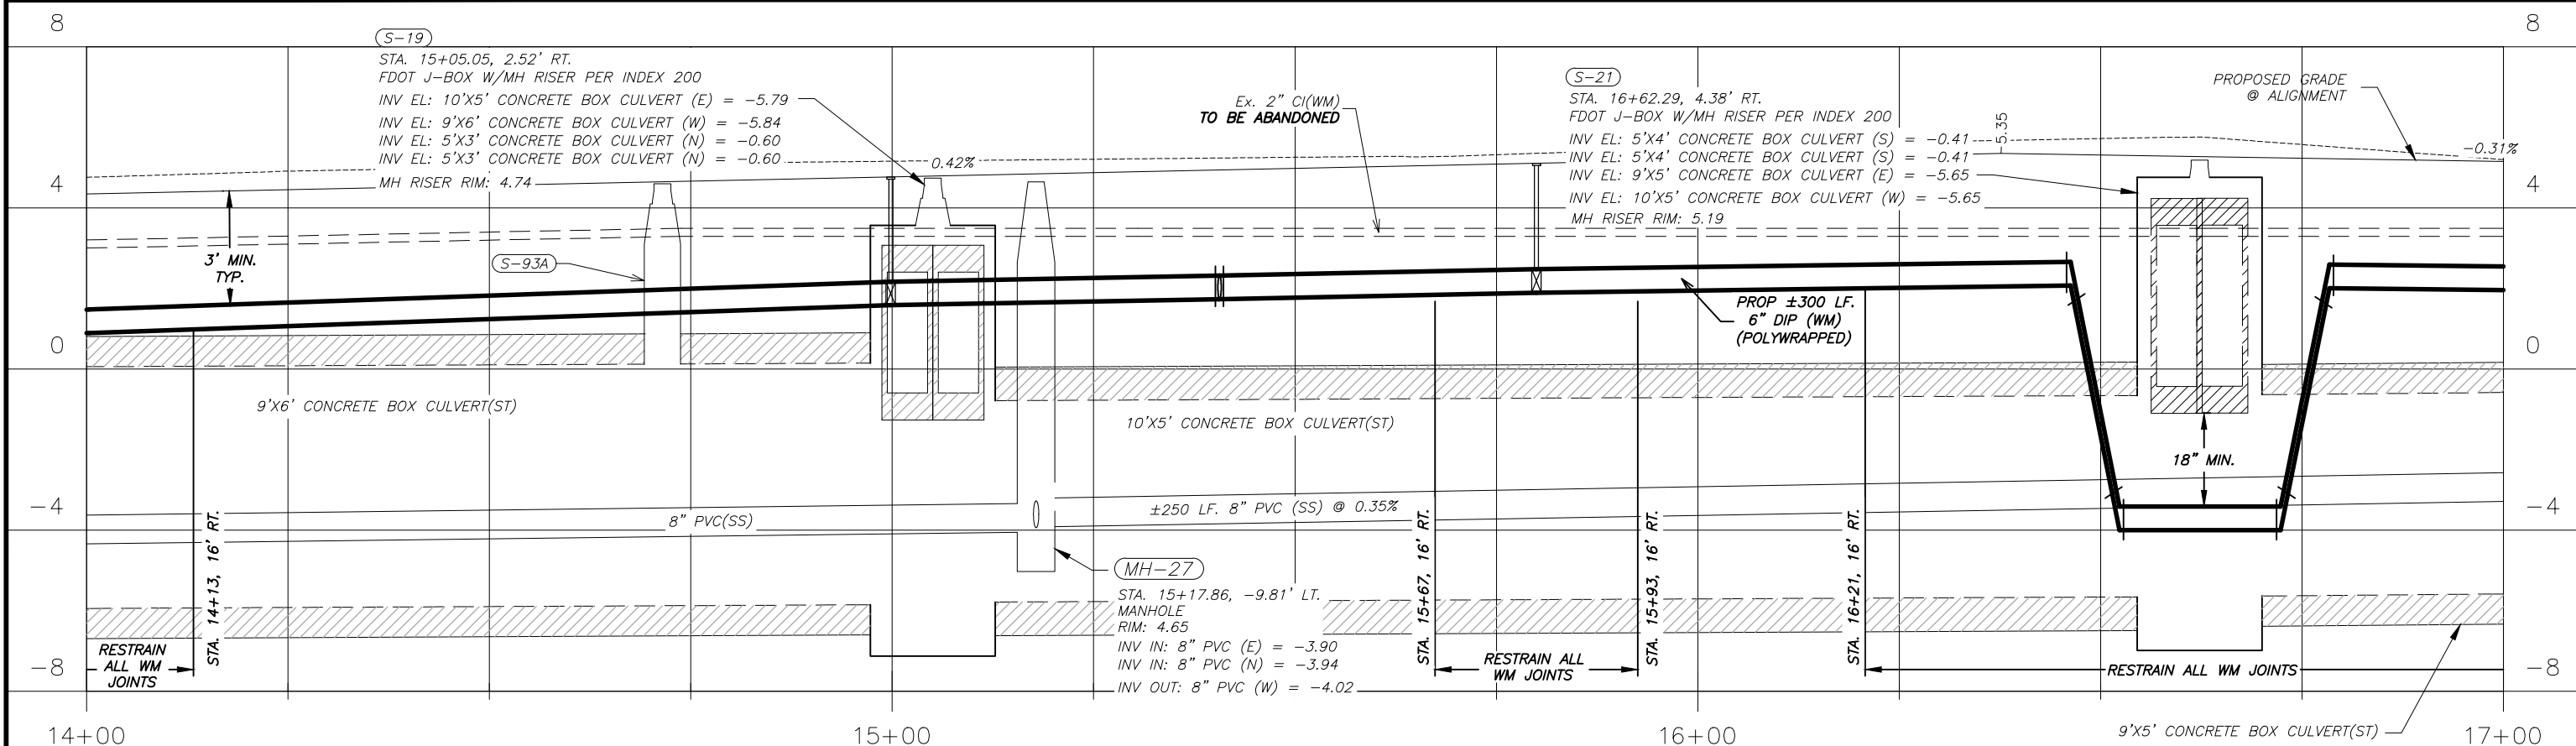 8
8
S-19
STA. 15+05.05, 2.52' RT.
FDOT J-BOX W/MH RISER PER INDEX 200
INV EL: 10'X5' CONCRETE BOX CULVERT (E) = -5.79
INV EL: 9'X6' CONCRETE BOX CULVERT (W) = -5.84
INV EL: 5'X3' CONCRETE BOX CULVERT (N) = -0.60
INV EL: 5'X3' CONCRETE BOX CULVERT (N) = -0.60
MH RISER RIM: 4.74
0.42%
Ex. 2" CI(WM)
TO BE ABANDONED
S-21
STA. 16+62.29, 4.38' RT.
FDOT J-BOX W/MH RISER PER INDEX 200
INV EL: 5'X4' CONCRETE BOX CULVERT (S) = -0.41
INV EL: 5'X4' CONCRETE BOX CULVERT (S) = -0.41
INV EL: 9'X5' CONCRETE BOX CULVERT (E) = -5.65
INV EL: 10'X5' CONCRETE BOX CULVERT (W) = -5.65
MH RISER RIM: 5.19
5.35
PROPOSED GRADE
@ ALIGNMENT
-0.31%
4
4
3' MIN.
TYP.
S-93A
PROP ±300 LF.
6" DIP (WM)
(POLYWRAPPED)
0
0
9'X6' CONCRETE BOX CULVERT(ST)
10'X5' CONCRETE BOX CULVERT(ST)
18" MIN.
-4
-4
8" PVC(SS)
±250 LF. 8" PVC (SS) @ 0.35%
STA. 14+13, 16' RT.
STA. 15+67, 16' RT.
STA. 15+93, 16' RT.
STA. 16+21, 16' RT.
MH-27
STA. 15+17.86, -9.81' LT.
MANHOLE
RIM: 4.65
INV IN: 8" PVC (E) = -3.90
INV IN: 8" PVC (N) = -3.94
INV OUT: 8" PVC (W) = -4.02
RESTRAIN
ALL WM
JOINTS
RESTRAIN ALL
WM JOINTS
RESTRAIN ALL WM JOINTS
-8
-8
9'X5' CONCRETE BOX CULVERT(ST)
14+00
15+00
16+00
17+00